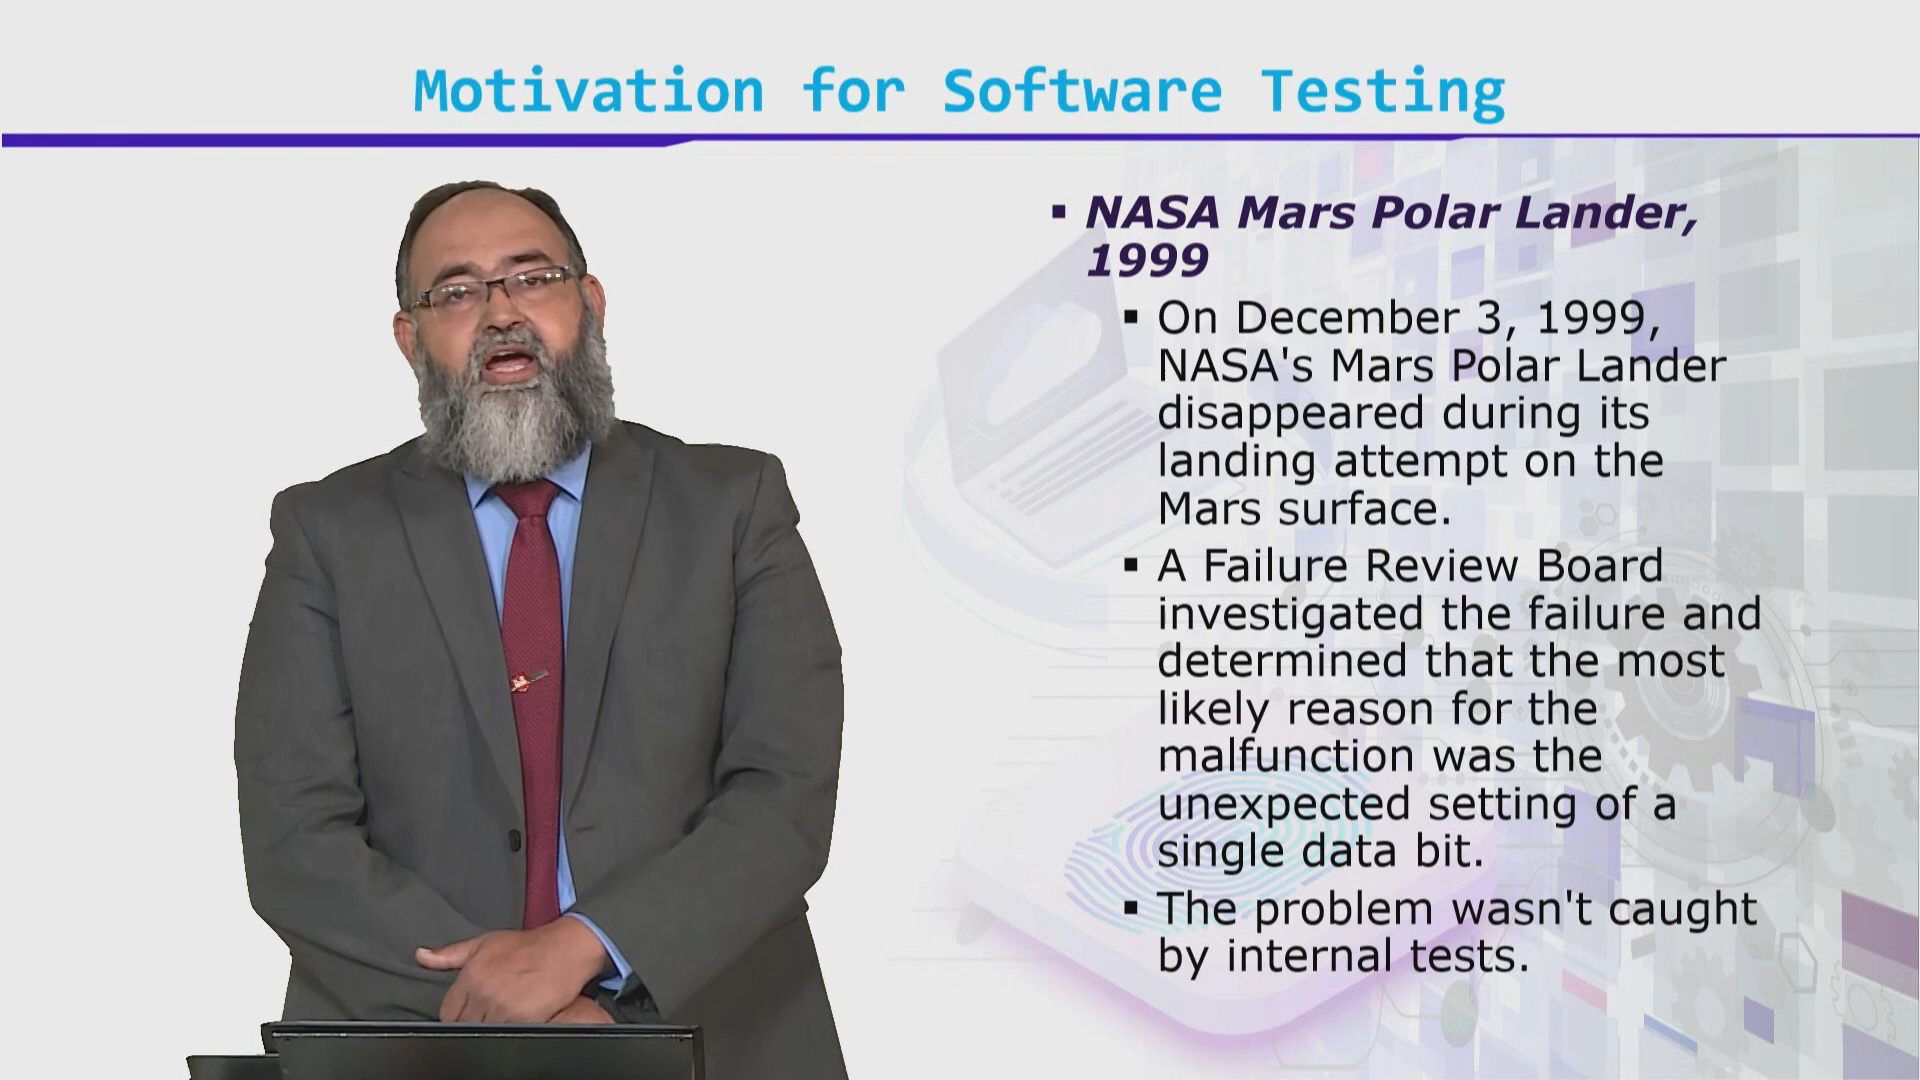 Motivation for Software Testing
▪ NASA Mars Polar Lander,
1999
▪ On December 3, 1999,
NASA's Mars Polar Lander
disappeared during its
landing attempt on the
Mars surface.
▪ A Failure Review Board
investigated the failure and
determined that the most
likely reason for the
malfunction was the
unexpected setting of a
single data bit.
▪ The problem wasn't caught
by internal tests.